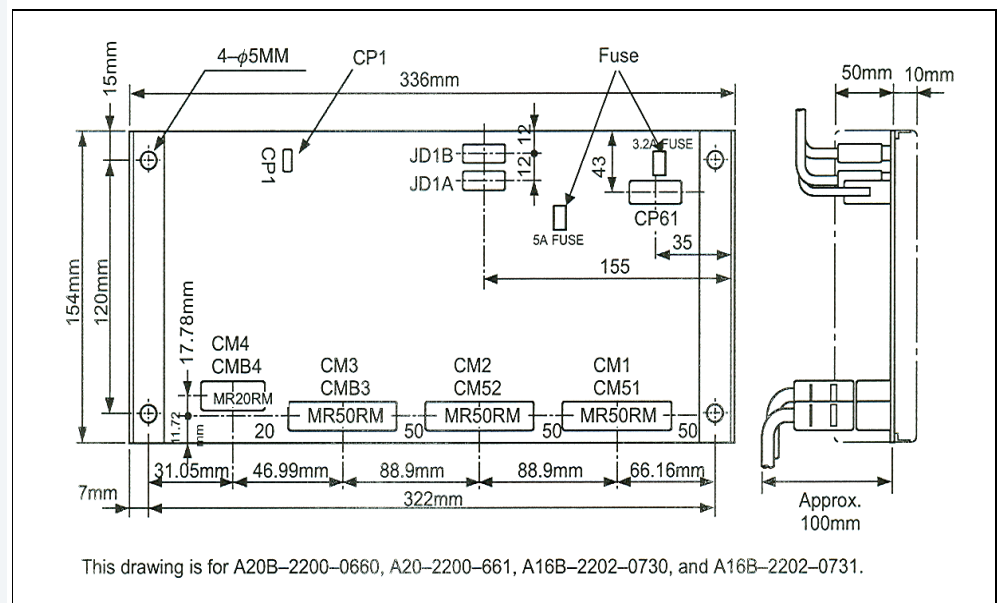 15mm
4–ϕ5MM
CP1
Fuse
336mm
50mm
10mm
CP1
JD1B
JD1A
12
12
43
3.2A FUSE
CP61
5A FUSE
35
155
154mm
120mm
17.78mm
CM4
CMB4
MR20RM
20
CM3
CMB3
MR50RM
50
CM2
CM52
MR50RM
50
CM1
CM51
MR50RM
50
11.72
mm
31.05mm
46.99mm
88.9mm
88.9mm
66.16mm
7mm
322mm
Approx.
100mm
This drawing is for A20B–2200–0660, A20–2200–661, A16B–2202–0730, and A16B–2202–0731.